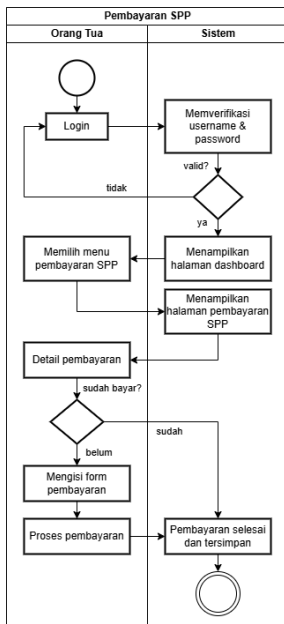 Pembayaran SPP
Orang Tua
Sistem
Login
Memverifikasi
username &
password
valid?
tidak
ya
Memilih menu
pembayaran SPP
Menampilkan
halaman dashboard
Menampilkan
halaman pembayaran
SPP
Detail pembayaran
sudah bayar?
sudah
belum
Mengisi form
pembayaran
Proses pembayaran
Pembayaran selesai
dan tersimpan